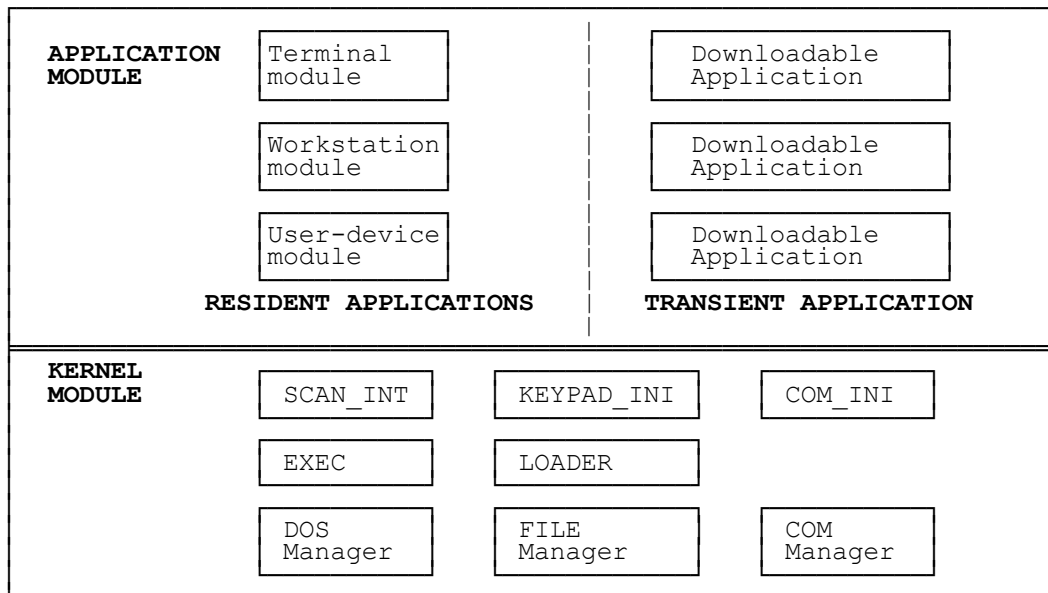 APPLICATION
MODULE
Terminal
module
Downloadable
Application
Workstation
module
Downloadable
Application
User-device
module
Downloadable
Application
RESIDENT APPLICATIONS
TRANSIENT APPLICATION
KERNEL
MODULE
SCAN_INT
KEYPAD_INI
COM_INI
EXEC
LOADER
DOS
Manager
FILE
Manager
COM
Manager